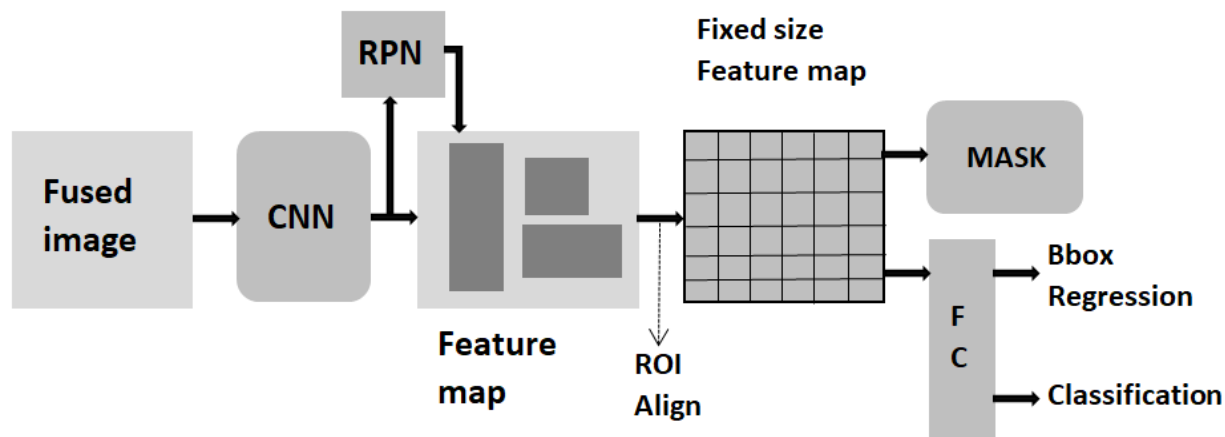 Fused
image
CNN
RPN
Feature
map
ROI
Align
Fixed size
Feature map
MASK
F
C
Bbox
Regression
Classification